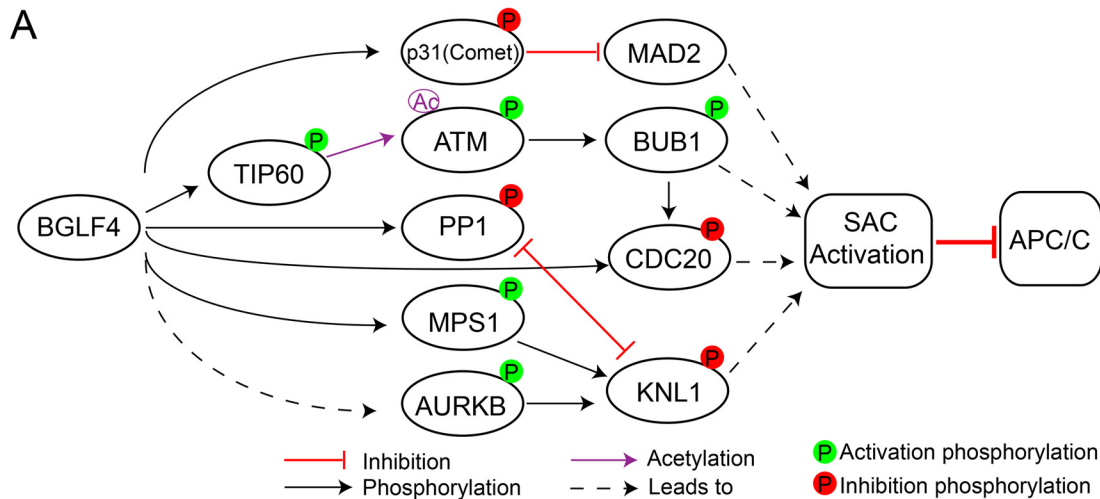 A
P
p31(Comet)
MAD2
Ac
P
P
ATM
BUB1
P
TIP60
BGLF4
P
PP1
P
CDC20
SAC
Activation
APC/C
P
MPS1
P
AURKB
P
KNL1
Inhibition
Acetylation
P Activation phosphorylation
Phosphorylation
Leads to
P Inhibition phosphorylation